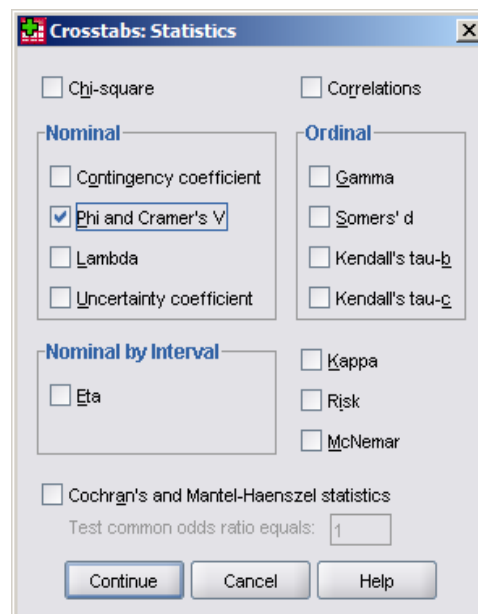 Crosstabs: Statistics
Chi-square
Correlations
Nominal
Contingency coefficient
Phi and Cramer's V
Lambda
Uncertainty coefficient
Ordinal
Gamma
Somers' d
Kendall's tau-b
Kendall's tau-c
Nominal by Interval
Eta
Kappa
Risk
McNemar
Cochran's and Mantel-Haenszel statistics
Test common odds ratio equals: 1
Continue Cancel Help